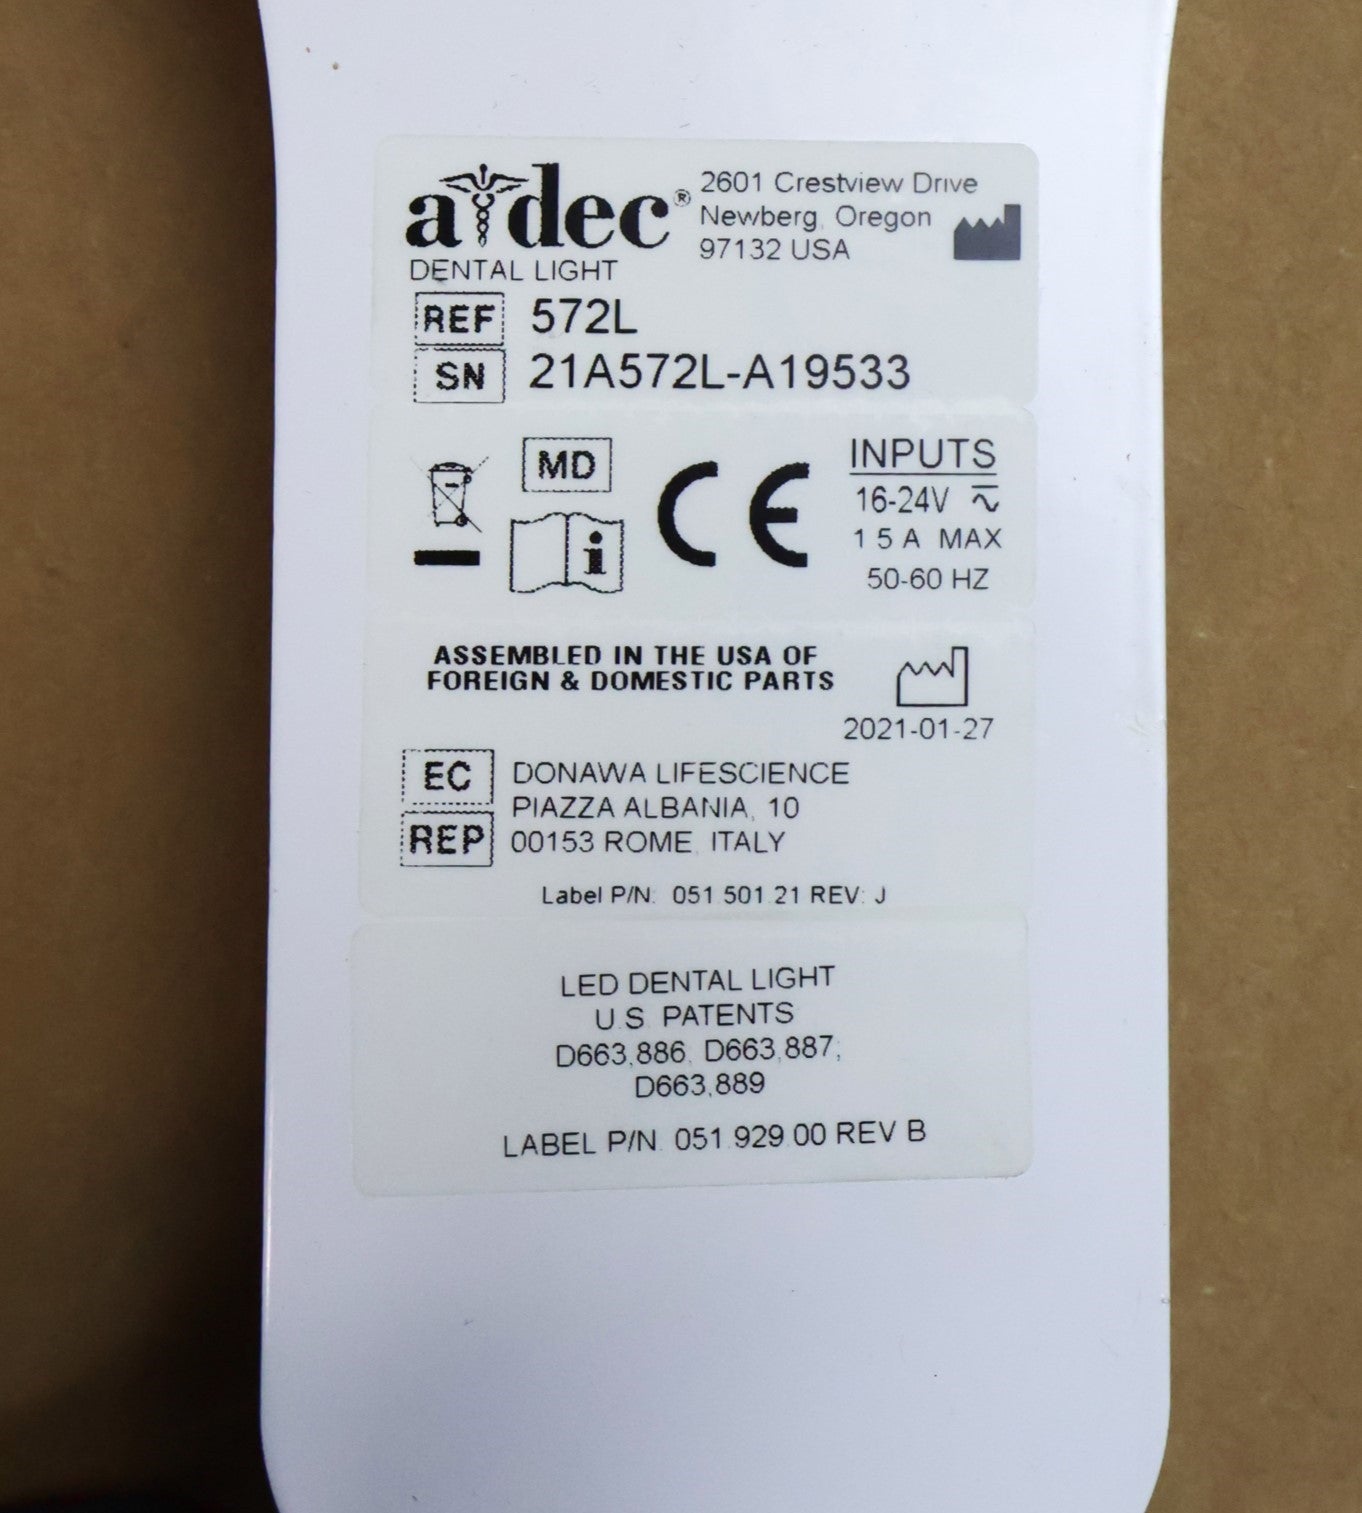 a dec®
2601 Crestview Drive
Newberg, Oregon
97132 USA
DENTAL LIGHT
REF 572L
SN 21A572L-A19533
MD
i
CE
INPUTS
16-24V
1 5 A MAX
50-60 HZ
ASSEMBLED IN THE USA OF
FOREIGN & DOMESTIC PARTS
2021-01-27
EC REP
DONAWA LIFESCIENCE
PIAZZA ALBANIA, 10
00153 ROME, ITALY
Label P/N: 051.501.21 REV: J
LED DENTAL LIGHT
U.S. PATENTS
D663,886, D663,887,
D663,889
LABEL P/N. 051.929.00 REV B